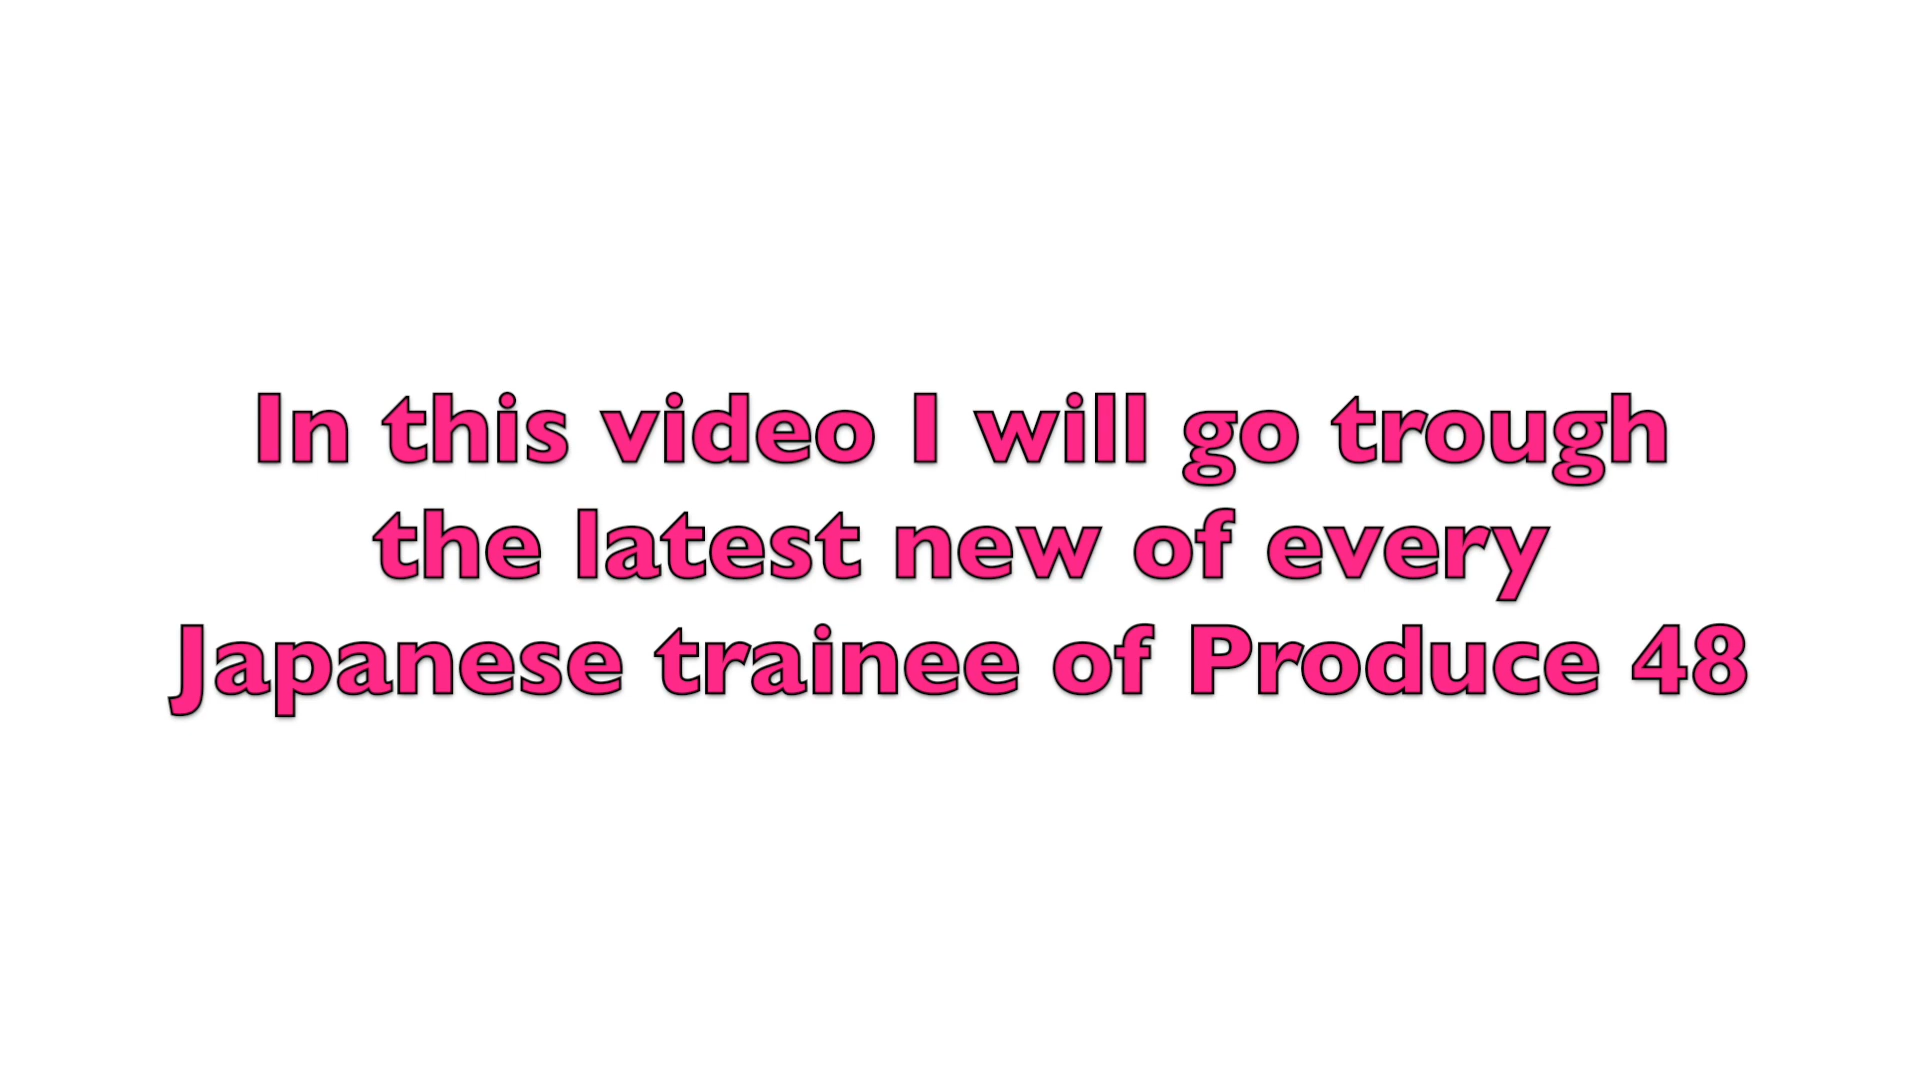 In this video I will go trough
the latest new of every
Japanese trainee of Produce 48